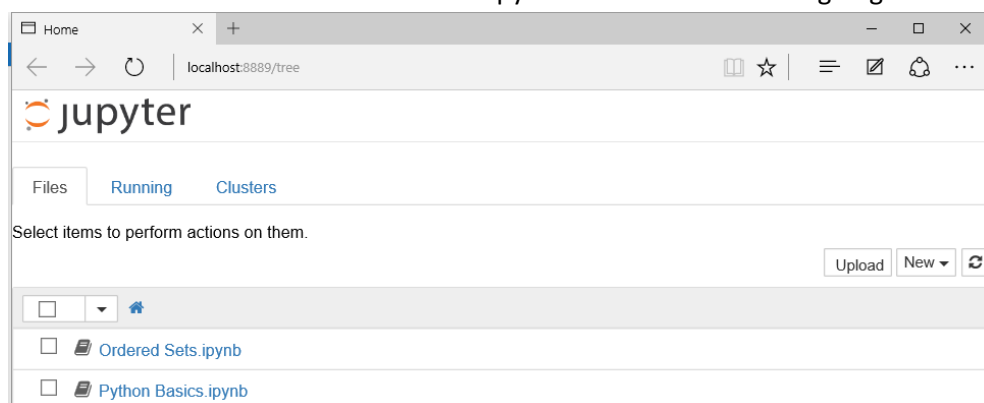 Home
localhost:8889/tree
jupyter
Files Running Clusters
Select items to perform actions on them.
Upload New
Ordered Sets.ipynb
Python Basics.ipynb